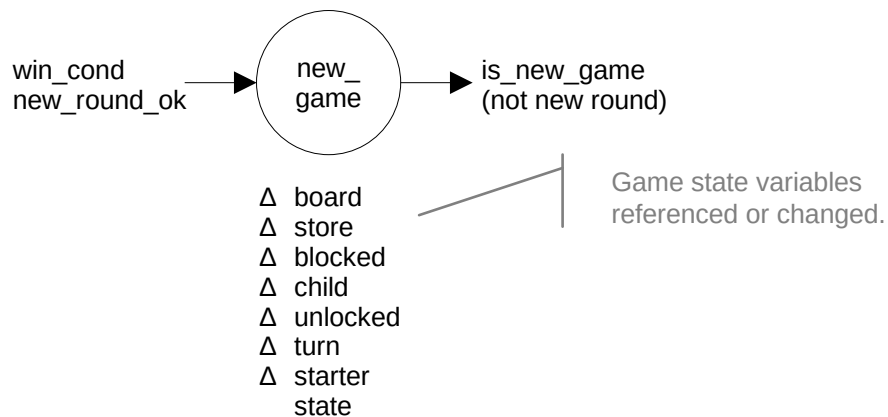 win_cond
new_round_ok
new_
game
is_new_game
(not new round)
Δ board
Δ store
Δ blocked
Δ child
Δ unlocked
Δ turn
Δ starter
state
Game state variables
referenced or changed.